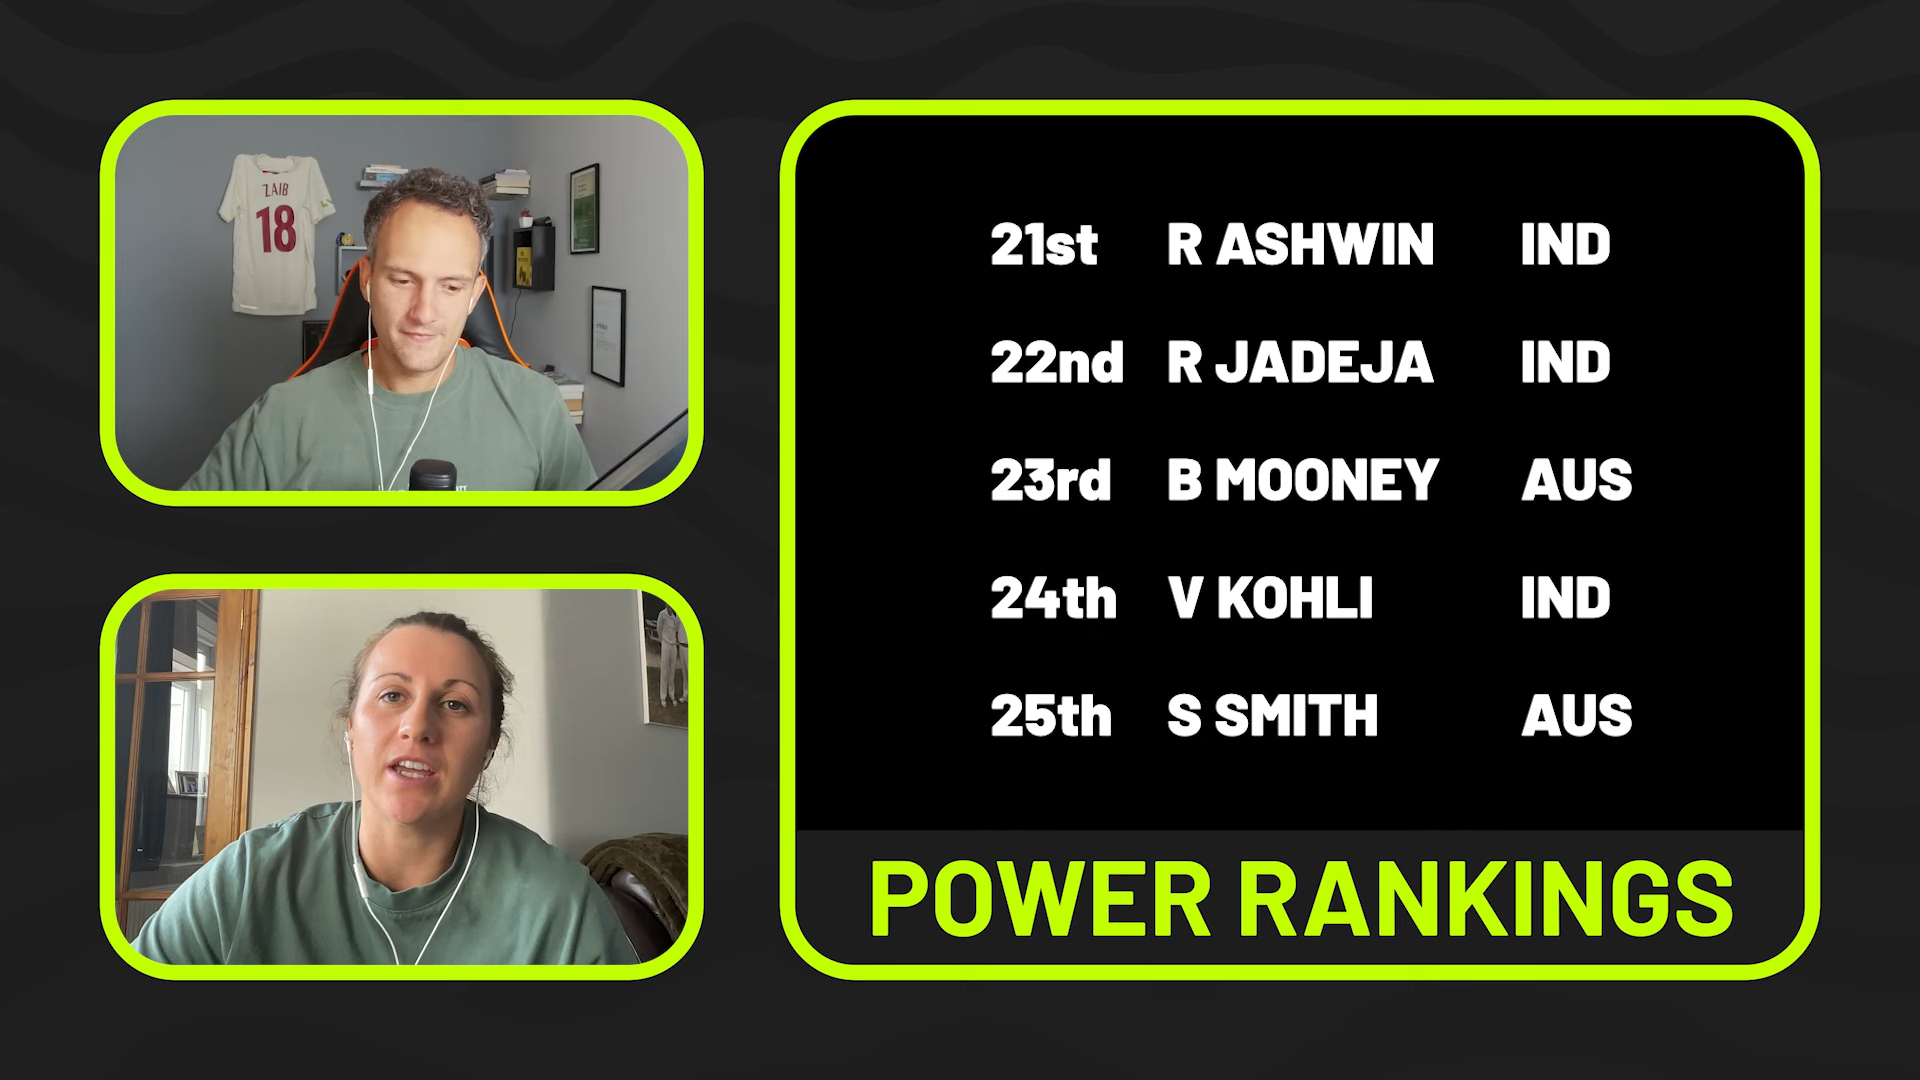 ZAIB
18
21st R ASHWIN IND
22nd R JADEJA IND
23rd B MOONEY AUS
24th V KOHLI IND
25th S SMITH AUS
POWER RANKINGS